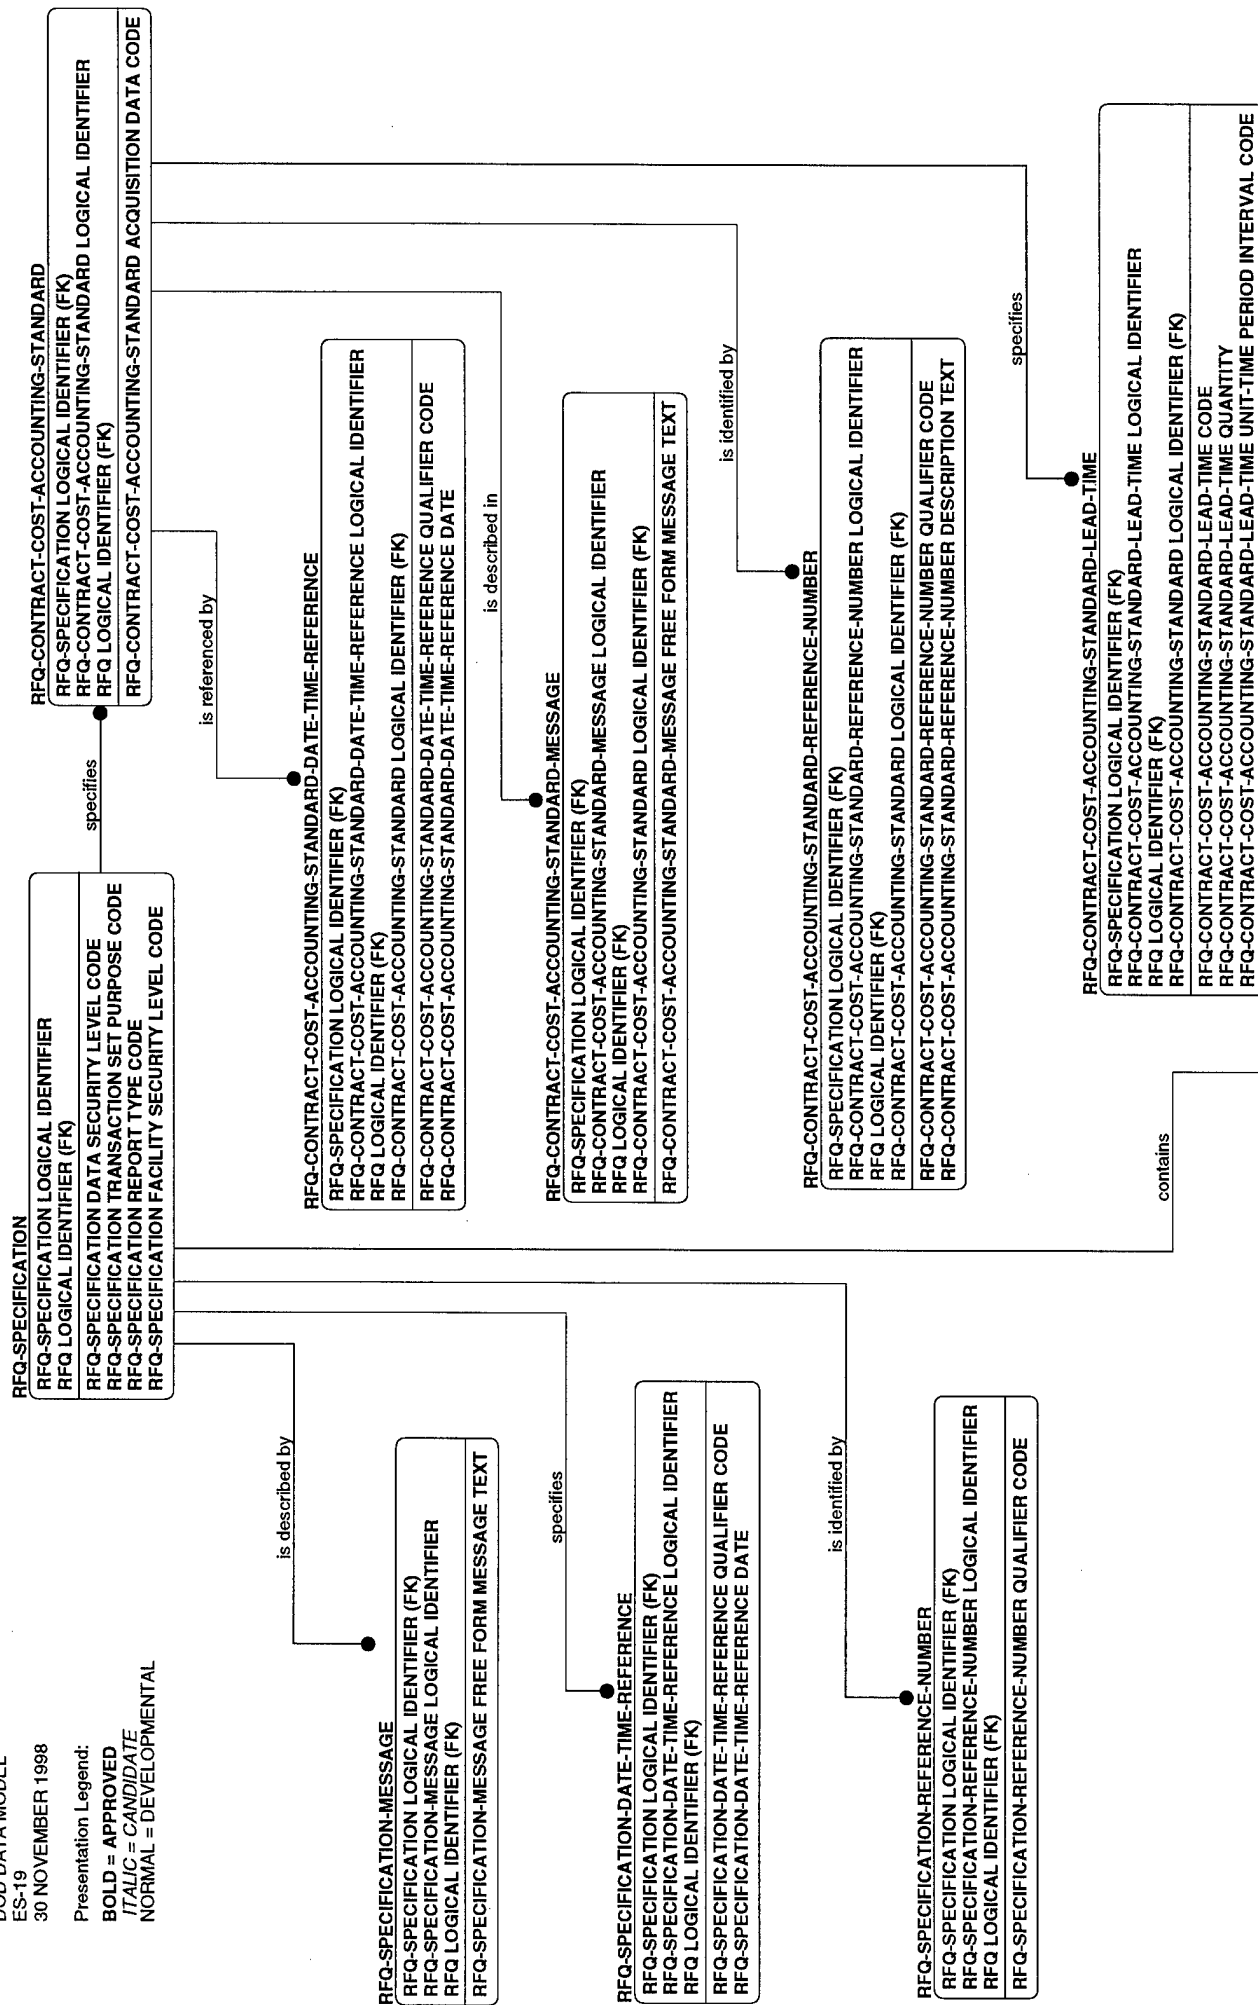 DOD DATA MODEL
ES-19
30 NOVEMBER 1998
Presentation Legend:
BOLD = APPROVED
ITALIC = CANDIDATE
NORMAL = DEVELOPMENTAL
RFQ-SPECIFICATION
RFQ-SPECIFICATION LOGICAL IDENTIFIER
RFQ LOGICAL IDENTIFIER (FK)
RFQ-SPECIFICATION DATA SECURITY LEVEL CODE
RFQ-SPECIFICATION TRANSACTION SET PURPOSE CODE
RFQ-SPECIFICATION REPORT TYPE CODE
RFQ-SPECIFICATION FACILITY SECURITY LEVEL CODE
specifies
RFQ-CONTRACT-COST-ACCOUNTING-STANDARD
RFQ-SPECIFICATION LOGICAL IDENTIFIER (FK)
RFQ-CONTRACT-COST-ACCOUNTING-STANDARD LOGICAL IDENTIFIER
RFQ LOGICAL IDENTIFIER (FK)
RFQ-CONTRACT-COST-ACCOUNTING-STANDARD ACQUISITION DATA CODE
is described by
RFQ-SPECIFICATION-MESSAGE
RFQ-SPECIFICATION LOGICAL IDENTIFIER (FK)
RFQ-SPECIFICATION-MESSAGE LOGICAL IDENTIFIER
RFQ LOGICAL IDENTIFIER (FK)
RFQ-SPECIFICATION-MESSAGE FREE FORM MESSAGE TEXT
specifies
RFQ-SPECIFICATION-DATE-TIME-REFERENCE
RFQ-SPECIFICATION LOGICAL IDENTIFIER (FK)
RFQ-SPECIFICATION-DATE-TIME-REFERENCE LOGICAL IDENTIFIER
RFQ LOGICAL IDENTIFIER (FK)
RFQ-SPECIFICATION-DATE-TIME-REFERENCE QUALIFIER CODE
RFQ-SPECIFICATION-DATE-TIME-REFERENCE DATE
is identified by
RFQ-SPECIFICATION-REFERENCE-NUMBER
RFQ-SPECIFICATION LOGICAL IDENTIFIER (FK)
RFQ-SPECIFICATION-REFERENCE-NUMBER LOGICAL IDENTIFIER
RFQ LOGICAL IDENTIFIER (FK)
RFQ-SPECIFICATION-REFERENCE-NUMBER QUALIFIER CODE
contains
is referenced by
RFQ-CONTRACT-COST-ACCOUNTING-STANDARD-DATE-TIME-REFERENCE
RFQ-SPECIFICATION LOGICAL IDENTIFIER (FK)
RFQ-CONTRACT-COST-ACCOUNTING-STANDARD-DATE-TIME-REFERENCE LOGICAL IDENTIFIER
RFQ LOGICAL IDENTIFIER (FK)
RFQ-CONTRACT-COST-ACCOUNTING-STANDARD LOGICAL IDENTIFIER (FK)
RFQ-CONTRACT-COST-ACCOUNTING-STANDARD-DATE-TIME-REFERENCE QUALIFIER CODE
RFQ-CONTRACT-COST-ACCOUNTING-STANDARD-DATE-TIME-REFERENCE DATE
is described in
RFQ-CONTRACT-COST-ACCOUNTING-STANDARD-MESSAGE
RFQ-SPECIFICATION LOGICAL IDENTIFIER (FK)
RFQ-CONTRACT-COST-ACCOUNTING-STANDARD-MESSAGE LOGICAL IDENTIFIER
RFQ LOGICAL IDENTIFIER (FK)
RFQ-CONTRACT-COST-ACCOUNTING-STANDARD LOGICAL IDENTIFIER (FK)
RFQ-CONTRACT-COST-ACCOUNTING-STANDARD-MESSAGE FREE FORM MESSAGE TEXT
is identified by
RFQ-CONTRACT-COST-ACCOUNTING-STANDARD-REFERENCE-NUMBER
RFQ-SPECIFICATION LOGICAL IDENTIFIER (FK)
RFQ-CONTRACT-COST-ACCOUNTING-STANDARD-REFERENCE-NUMBER LOGICAL IDENTIFIER
RFQ LOGICAL IDENTIFIER (FK)
RFQ-CONTRACT-COST-ACCOUNTING-STANDARD LOGICAL IDENTIFIER (FK)
RFQ-CONTRACT-COST-ACCOUNTING-STANDARD-REFERENCE-NUMBER QUALIFIER CODE
RFQ-CONTRACT-COST-ACCOUNTING-STANDARD-REFERENCE-NUMBER DESCRIPTION TEXT
specifies
RFQ-CONTRACT-COST-ACCOUNTING-STANDARD-LEAD-TIME
RFQ-SPECIFICATION LOGICAL IDENTIFIER (FK)
RFQ-CONTRACT-COST-ACCOUNTING-STANDARD-LEAD-TIME LOGICAL IDENTIFIER
RFQ LOGICAL IDENTIFIER (FK)
RFQ-CONTRACT-COST-ACCOUNTING-STANDARD LOGICAL IDENTIFIER (FK)
RFQ-CONTRACT-COST-ACCOUNTING-STANDARD-LEAD-TIME CODE
RFQ-CONTRACT-COST-ACCOUNTING-STANDARD-LEAD-TIME QUANTITY
RFQ-CONTRACT-COST-ACCOUNTING-STANDARD-LEAD-TIME UNIT-TIME PERIOD INTERVAL CODE